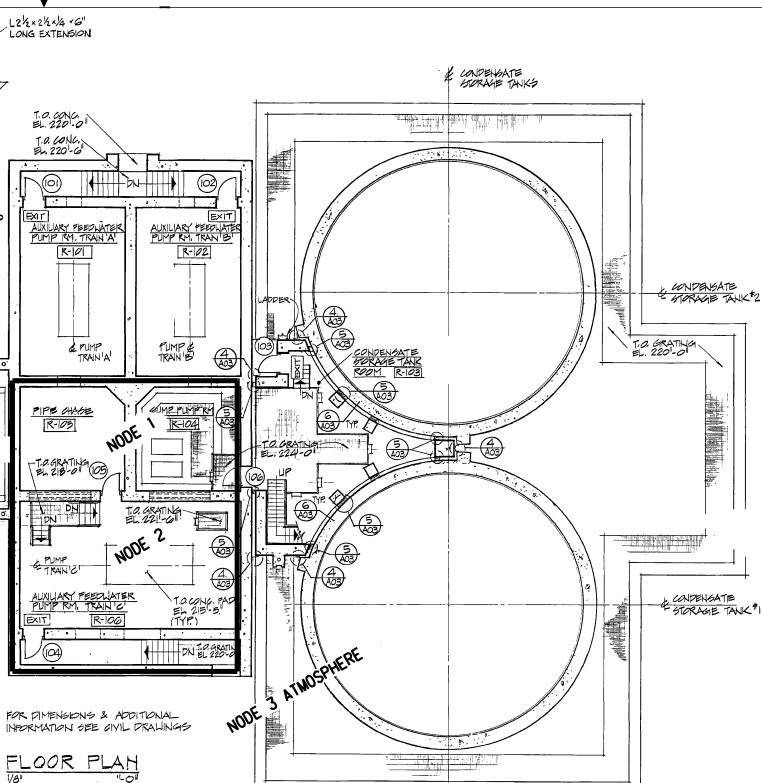 L2½×2½×¼×6"
LONG EXTENSION
℄ CONDENSATE
STORAGE TANKS
T.O. CONC.
EL. 220'-0"
T.O. CONC.
EL. 220'-6"
101
DN
102
EXIT
EXIT
AUXILIARY FEEDWATER
PUMP RM. TRAIN 'A'
R-101
AUXILIARY FEEDWATER
PUMP RM. TRAIN 'B'
R-102
℄ PUMP
TRAIN 'A'
PUMP ℄
TRAIN 'B'
LADDER
4
A03
5
A03
103
4
A03
CONDENSATE
STORAGE TANK
ROOM R-103
EXIT
DN
5
A03
6
A03
TYP.
℄ CONDENSATE
STORAGE TANK #2
T.O. GRATING
EL. 220'-0"
PIPE CHASE
R-105
SUMP PUMP RM
R-104
NODE 1
5
A03
T.O. GRATING
EL. 224'-0"
5
A03
4
A03
T.O. GRATING
EL. 218'-0"
105
106
UP
DN
DN
T.O. GRATING
EL. 221'-6"
TYP.
6
A03
5
A03
NODE 2
5
A03
5
A03
℄ PUMP
TRAIN 'C'
4
A03
4
A03
AUXILIARY FEEDWATER
PUMP RM. TRAIN 'C'
R-106
T.O. CONC. PAD
EL. 215'-5"
(TYP.)
EXIT
104
DN
T.O. GRATIN
EL. 220'-0"
℄ CONDENSATE
STORAGE TANK #1
NODE 3 ATMOSPHERE
FOR DIMENSIONS & ADDITIONAL
INFORMATION SEE CIVIL DRAWINGS
FLOOR PLAN